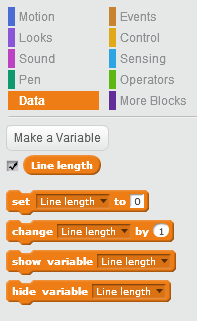 Motion Events
Looks Control
Sound Sensing
Pen Operators
Data More Blocks
Make a Variable
Line length
set Line length to 0
change Line length by 1
show variable Line length
hide variable Line length